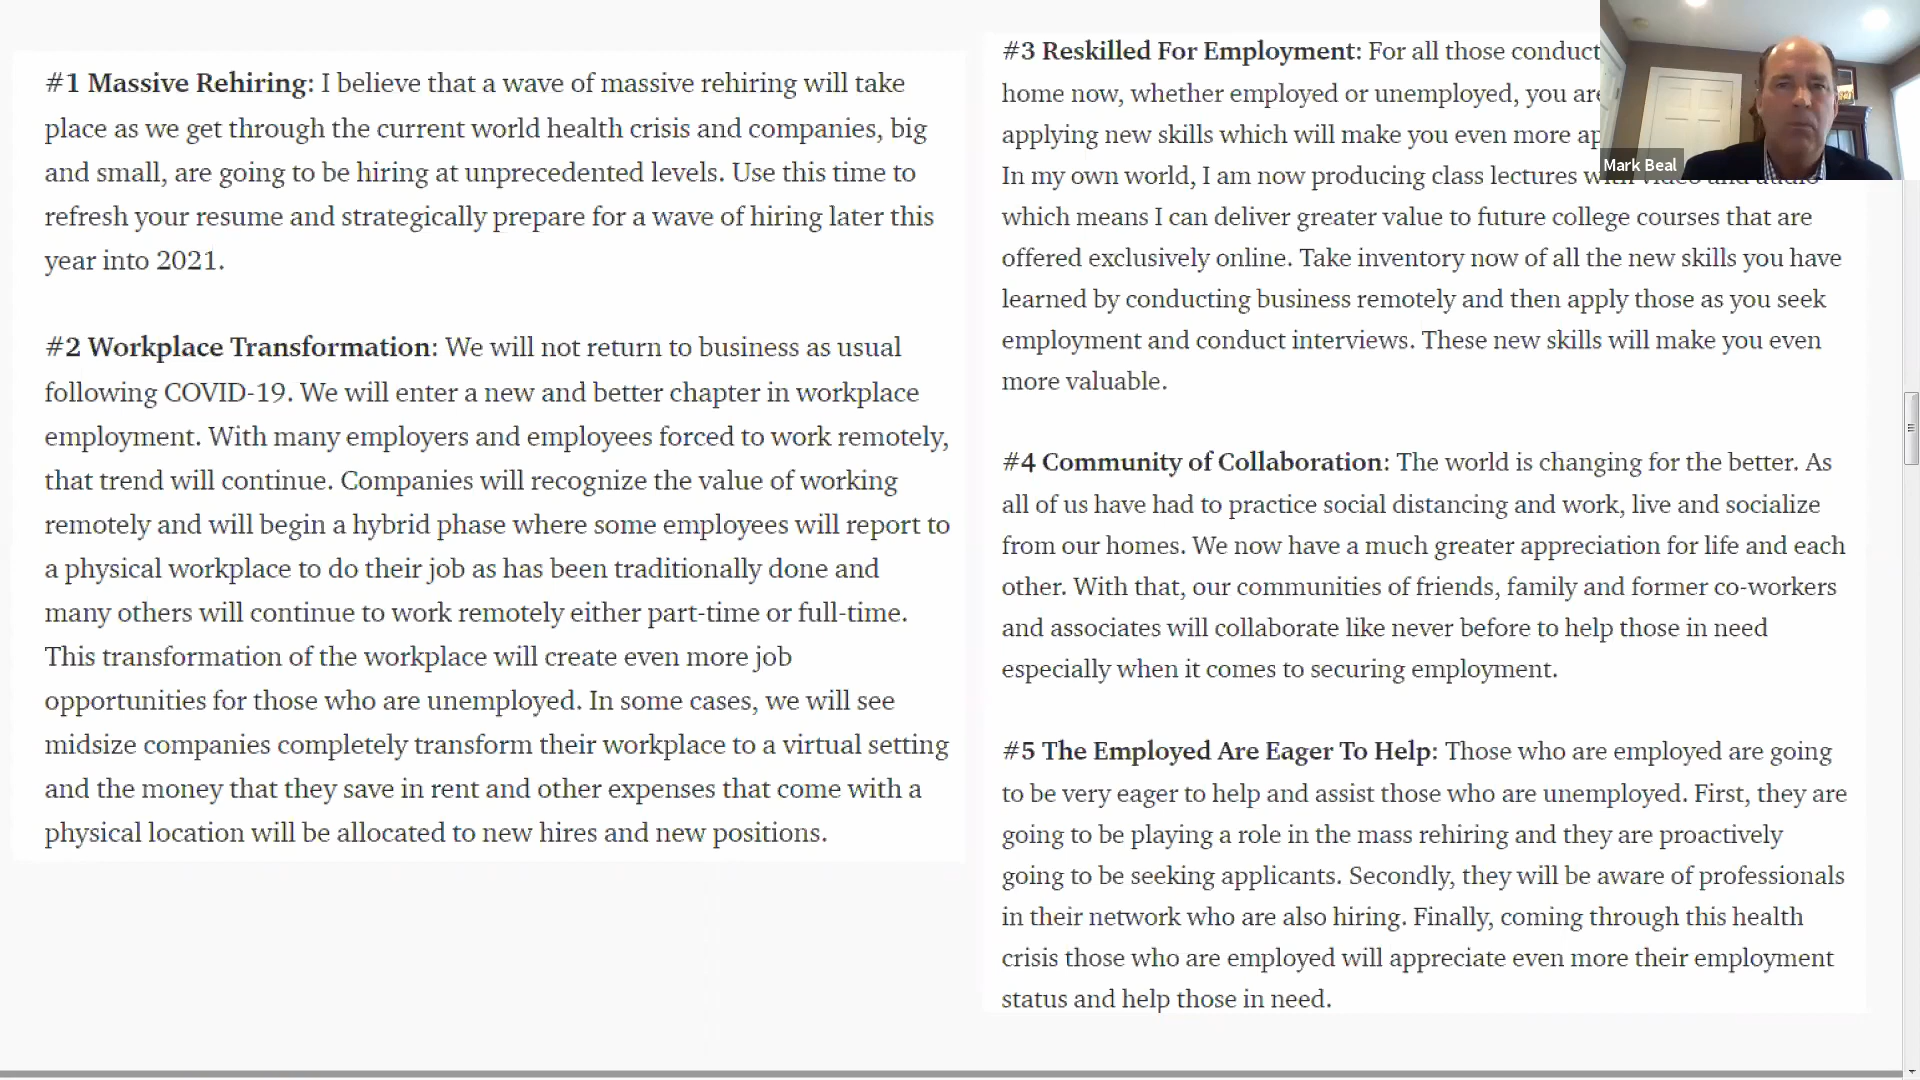 #1 Massive Rehiring: I believe that a wave of massive rehiring will take
place as we get through the current world health crisis and companies, big
and small, are going to be hiring at unprecedented levels. Use this time to
refresh your resume and strategically prepare for a wave of hiring later this
year into 2021.
#2 Workplace Transformation: We will not return to business as usual
following COVID-19. We will enter a new and better chapter in workplace
employment. With many employers and employees forced to work remotely,
that trend will continue. Companies will recognize the value of working
remotely and will begin a hybrid phase where some employees will report to
a physical workplace to do their job as has been traditionally done and
many others will continue to work remotely either part-time or full-time.
This transformation of the workplace will create even more job
opportunities for those who are unemployed. In some cases, we will see
midsize companies completely transform their workplace to a virtual setting
and the money that they save in rent and other expenses that come with a
physical location will be allocated to new hires and new positions.
#3 Reskilled For Employment: For all those
home now, whether employed or unemployed, you
applying new skills which will make you even more
In my own world, I am now producing class lectures with video and audio
which means I can deliver greater value to future college courses that are
offered exclusively online. Take inventory now of all the new skills you have
learned by conducting business remotely and then apply those as you seek
employment and conduct interviews. These new skills will make you even
more valuable.
#4 Community of Collaboration: The world is changing for the better. As
all of us have had to practice social distancing and work, live and socialize
from our homes. We now have a much greater appreciation for life and each
other. With that, our communities of friends, family and former co-workers
and associates will collaborate like never before to help those in need
especially when it comes to securing employment.
#5 The Employed Are Eager To Help: Those who are employed are going
to be very eager to help and assist those who are unemployed. First, they are
going to be playing a role in the mass rehiring and they are proactively
going to be seeking applicants. Secondly, they will be aware of professionals
in their network who are also hiring. Finally, coming through this health
crisis those who are employed will appreciate even more their employment
status and help those in need.
Mark Beal